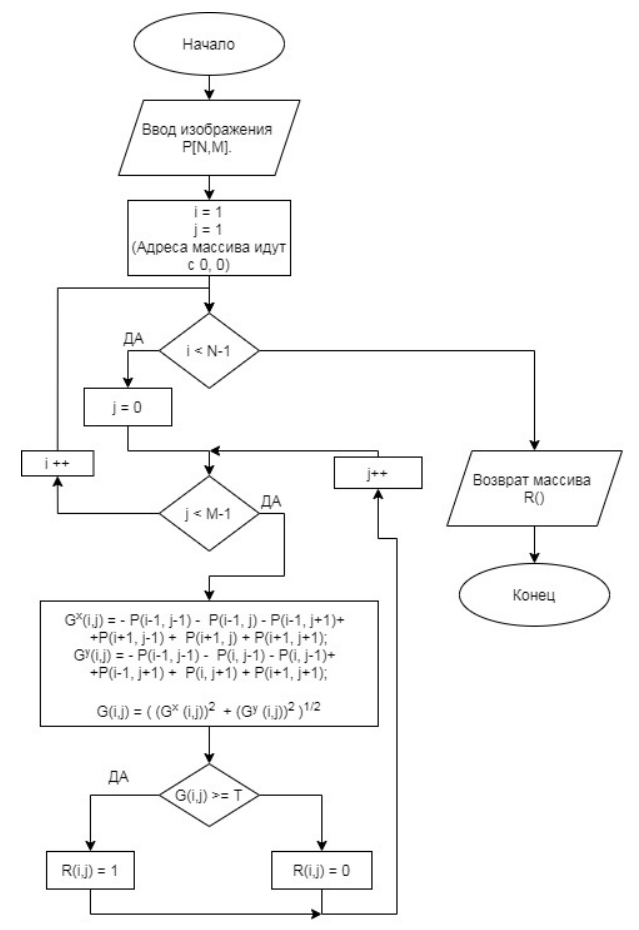 Начало
Ввод изображения
P[N,M].
i = 1
j = 1
(Адреса массива идут
с 0, 0)
ДА
i < N-1
j = 0
i ++
j++
Возврат массива
R()
j < M-1
ДА
Конец
Gˣ(i,j) = - P(i-1, j-1) - P(i-1, j) - P(i-1, j+1)+
+P(i+1, j-1) + P(i+1, j) + P(i+1, j+1);
Gʸ(i,j) = - P(i-1, j-1) - P(i, j-1) - P(i, j-1)+
+P(i-1, j+1) + P(i, j+1) + P(i+1, j+1);
G(i,j) = ( (Gˣ (i,j))² + (Gʸ (i,j))² )¹/²
ДА
G(i,j) >= T
R(i,j) = 1
R(i,j) = 0